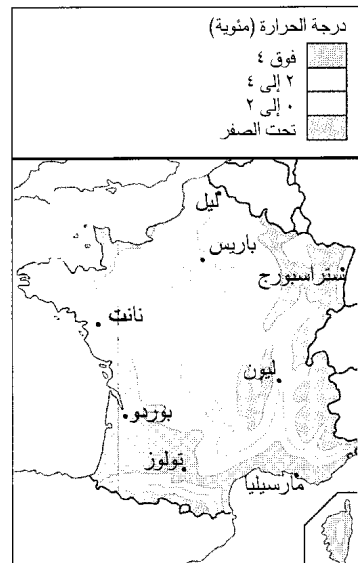 درجة الحرارة (مئوية)
فوق ٤
٢ إلى ٤
٠ إلى ٢
تحت الصفر
ليل
باريس
ستراسبورج
نانت
ليون
بوردو
تولوز
مارسيليا